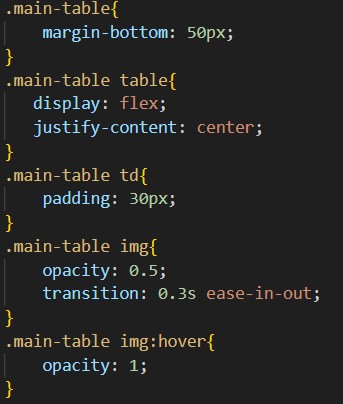 .main-table{
    margin-bottom: 50px;
}
.main-table table{
   display: flex;
   justify-content: center;
}
.main-table td{
    padding: 30px;
}
.main-table img{
    opacity: 0.5;
    transition: 0.3s ease-in-out;
}
.main-table img:hover{
    opacity: 1;
}